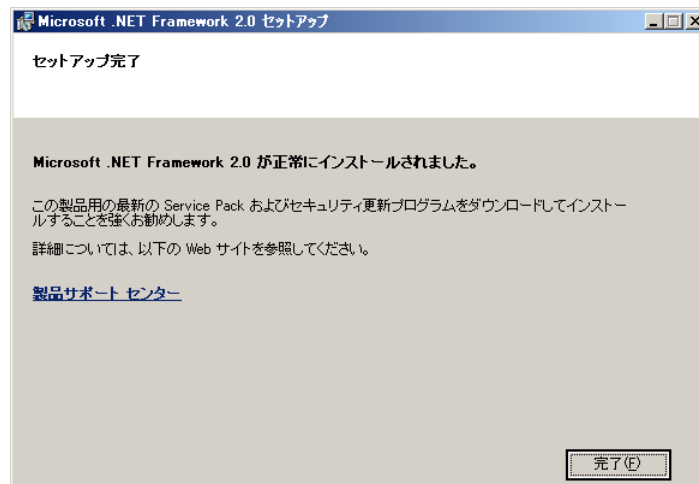 Microsoft .NET Framework 2.0 セットアップ
セットアップ完了
Microsoft .NET Framework 2.0 が正常にインストールされました。
この製品用の最新の Service Pack およびセキュリティ更新プログラムをダウンロードしてインストー
ルすることを強くお勧めします。
詳細については、以下の Web サイトを参照してください。
製品サポート センター
完了(F)